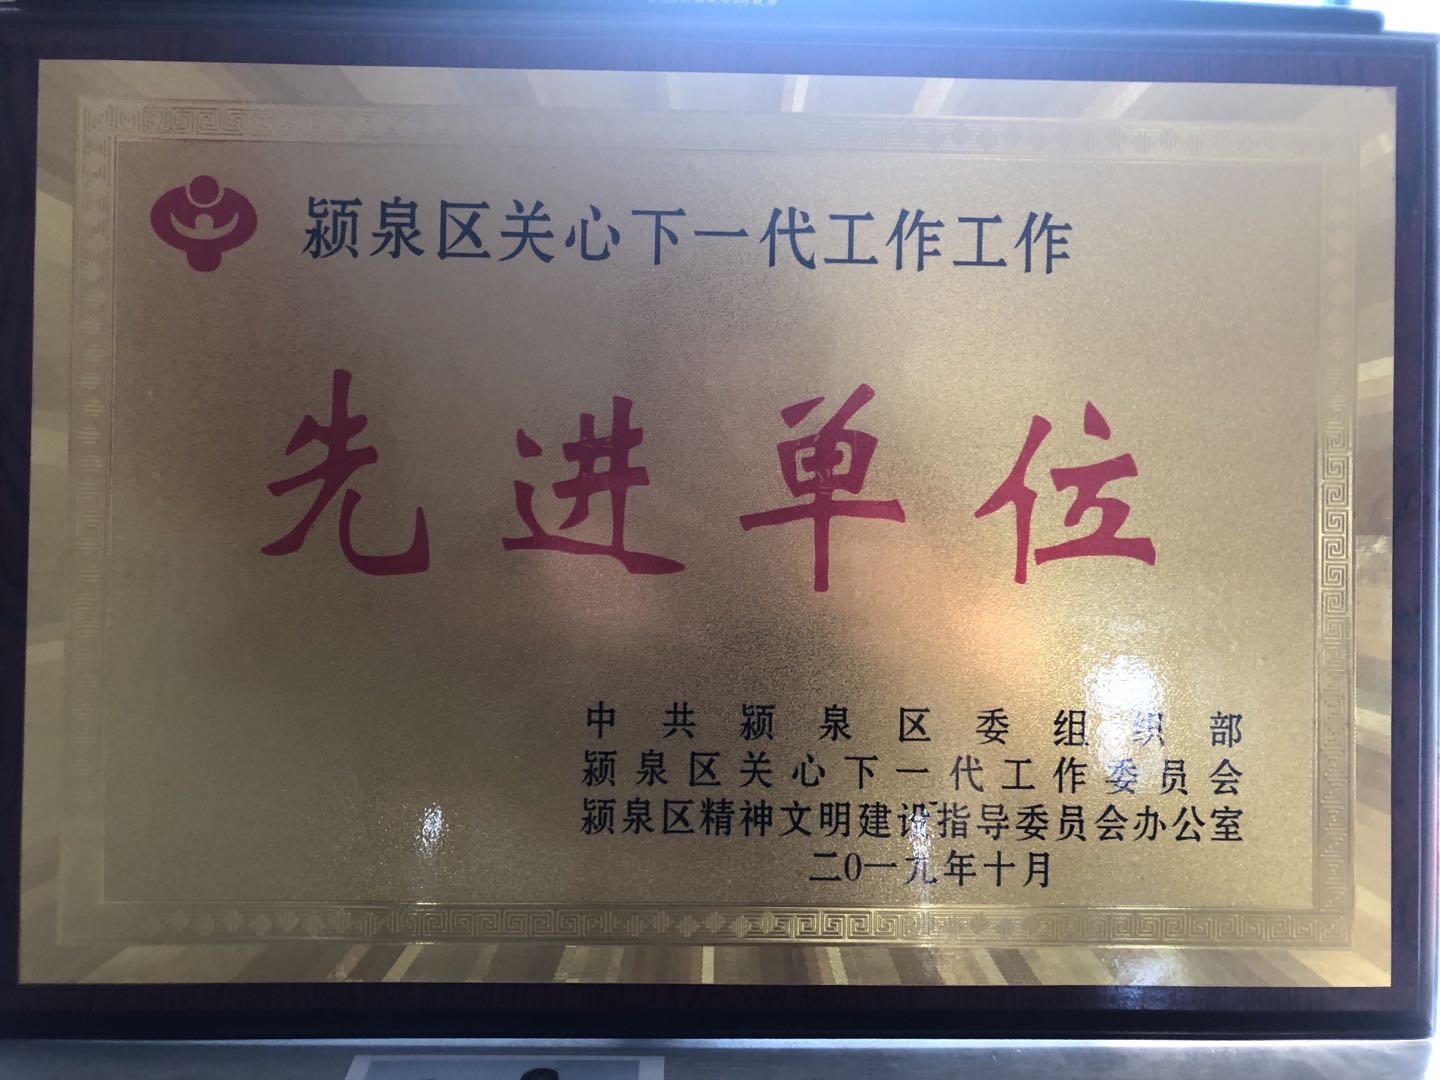 颍泉区关心下一代工作工作
先进单位
中共颍泉区委组织部
颍泉区关心下一代工作委员会
颍泉区精神文明建设指导委员会办公室
二0一九年十月